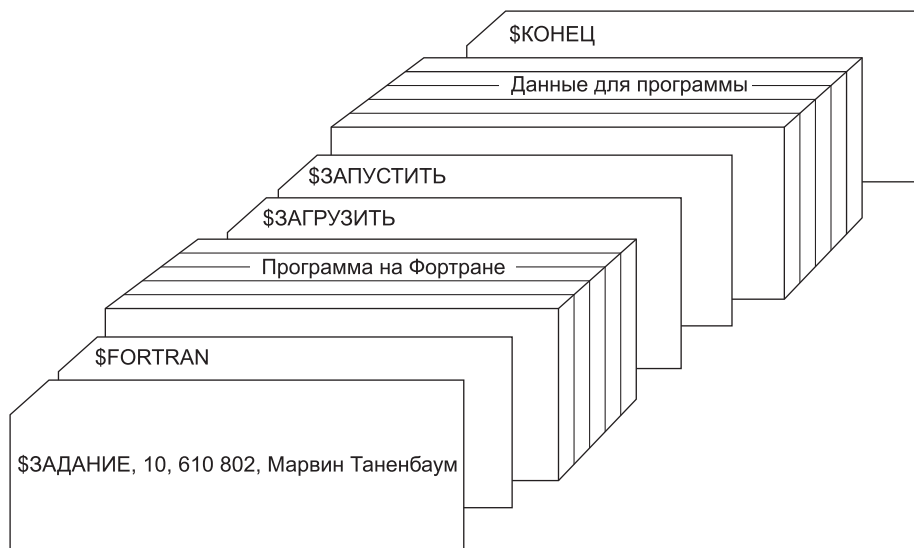 $КОНЕЦ
Данные для программы
$ЗАПУСТИТЬ
$ЗАГРУЗИТЬ
Программа на Фортране
$FORTRAN
$ЗАДАНИЕ, 10, 610 802, Марвин Таненбаум